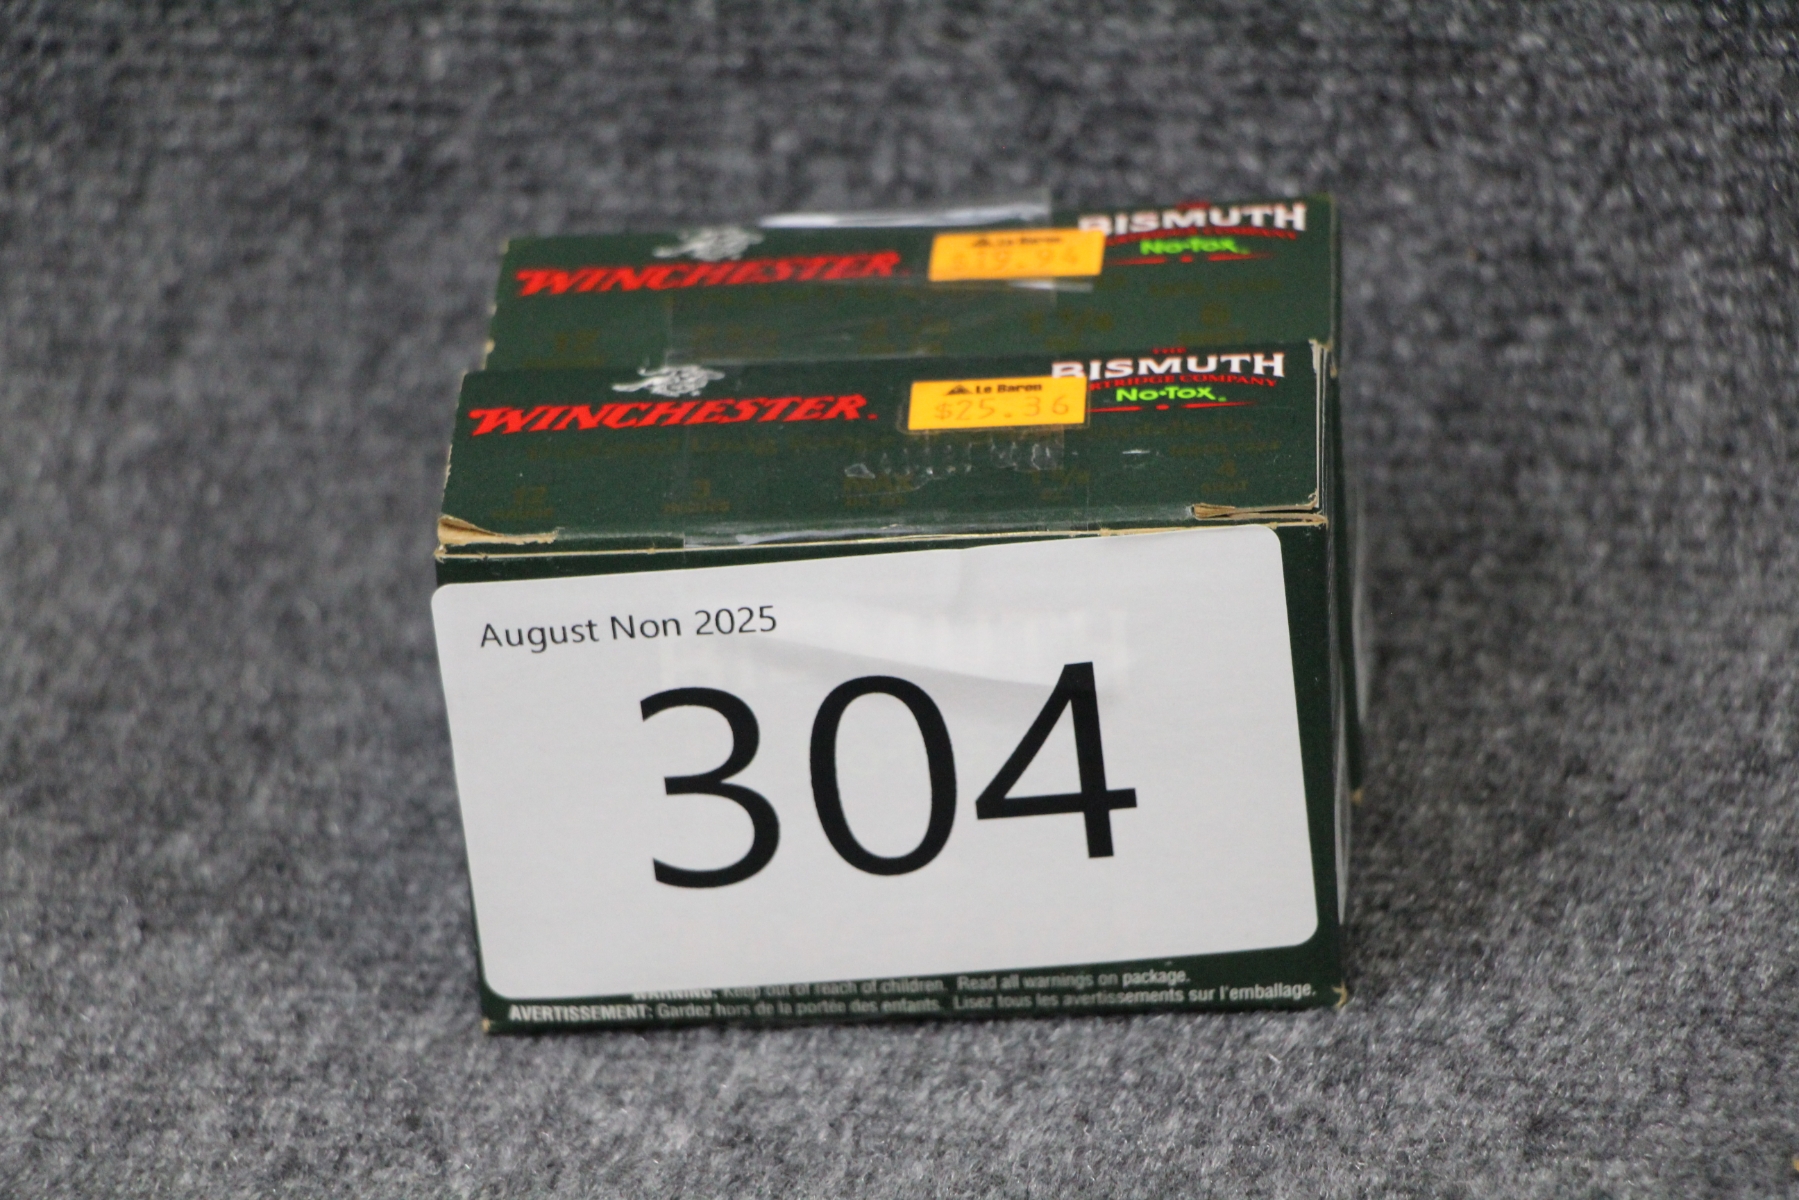 BISMUTH
No-Tox.
WINCHESTER
$19.94
THE
BISMUTH
CARTRIDGE COMPANY
No-Tox.
WINCHESTER.
Le Baron
$25.36
August Non 2025
304
WARNING: Keep out of reach of children. Read all warnings on package.
AVERTISSEMENT: Gardez hors de la portée des enfants. Lisez tous les avertissements sur l'emballage.